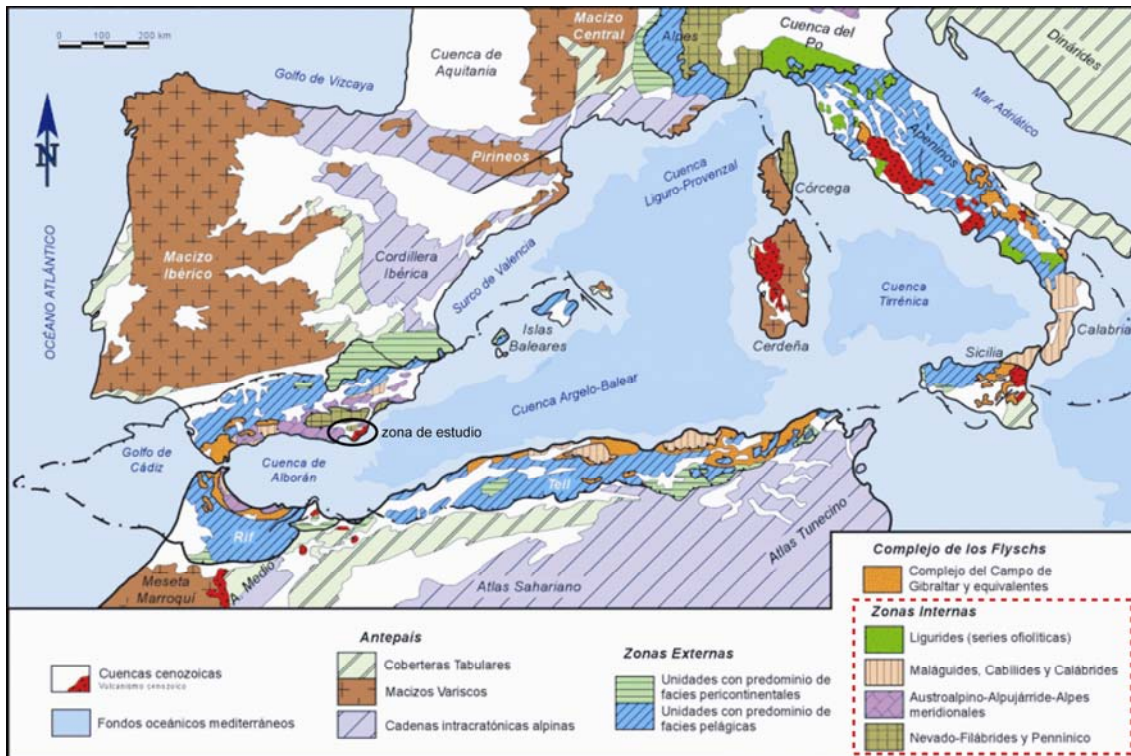 0 100 200 km
N
OCÉANO ATLÁNTICO
Golfo de Vizcaya
Cuenca de
Aquitania
Macizo
Central
Alpes
Cuenca del
Po
Dináridos
Mar Adriático
Apeninos
Pirineos
Cuenca
Liguro-Provenzal
Córcega
Macizo
Ibérico
Cordillera
Ibérica
Surco de Valencia
Islas
Baleares
Cerdeña
Cuenca
Tirrénica
Calabria
Sicilia
Cuenca Argelo-Balear
zona de estudio
Golfo de
Cádiz
Cuenca de
Alborán
Rif
Tell
Meseta
Marroquí
A. Medio
Atlas Sahariano
Atlas Tunecino
Cuencas cenozoicas
Vulcanismo cenozoico
Fondos oceánicos mediterráneos
Antepais
Coberteras Tabulares
Macizos Variscos
Cadenas intracratónicas alpinas
Zonas Externas
Unidades con predominio de
facies pericontinentales
Unidades con predominio de
facies pelágicas
Complejo de los Flyschs
Complejo del Campo de
Gibraltar y equivalentes
Zonas Internas
Ligurides (series ofiolíticas)
Maláguides, Cabílides y Calábrides
Austroalpino-Alpujárride-Alpes
meridionales
Nevado-Filábrides y Pennínico